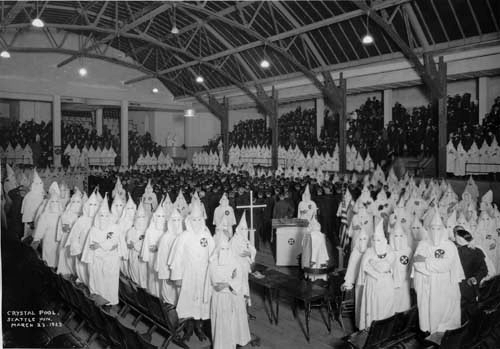 CRYSTAL POOL,
SEATTLE WN.
MARCH 23, 1923